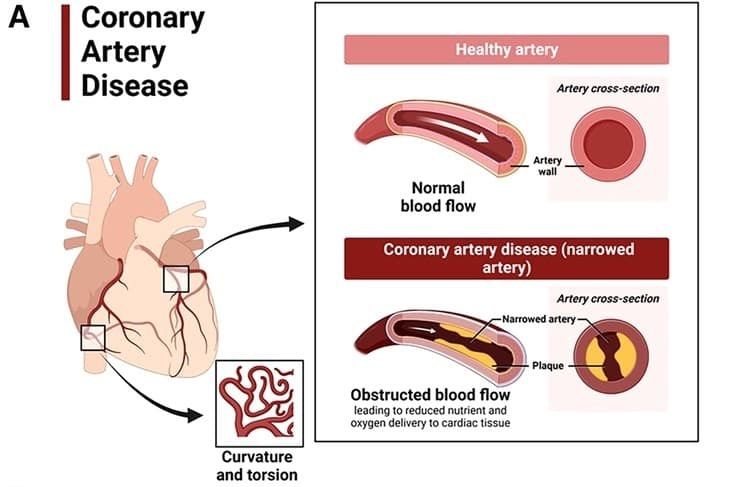 A
Coronary
Artery
Disease
Healthy artery
Artery cross-section
Artery
wall
Normal
blood flow
Coronary artery disease (narrowed
artery)
Artery cross-section
Narrowed artery
Plaque
Obstructed blood flow
leading to reduced nutrient and
oxygen delivery to cardiac tissue
Curvature
and torsion